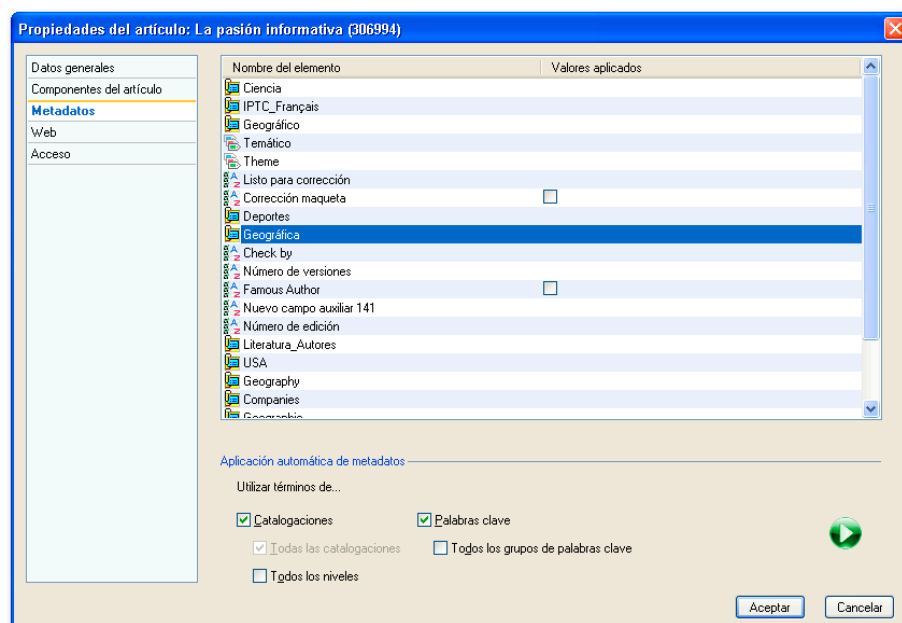 Propiedades del artículo: La pasión informativa (306994)
Datos generales
Componentes del artículo
Metadatos
Web
Acceso
Nombre del elemento Valores aplicados
Ciencia
IPTC_Français
Geográfico
Temático
Theme
Listo para corrección
Corrección maqueta
Deportes
Geográfica
Check by
Número de versiones
Famous Author
Nuevo campo auxiliar 141
Número de edición
Literatura_Autores
USA
Geography
Companies
Geographie
Aplicación automática de metadatos
Utilizar términos de...
Catalogaciones Palabras clave
Todas las catalogaciones Todos los grupos de palabras clave
Todos los niveles
Aceptar Cancelar